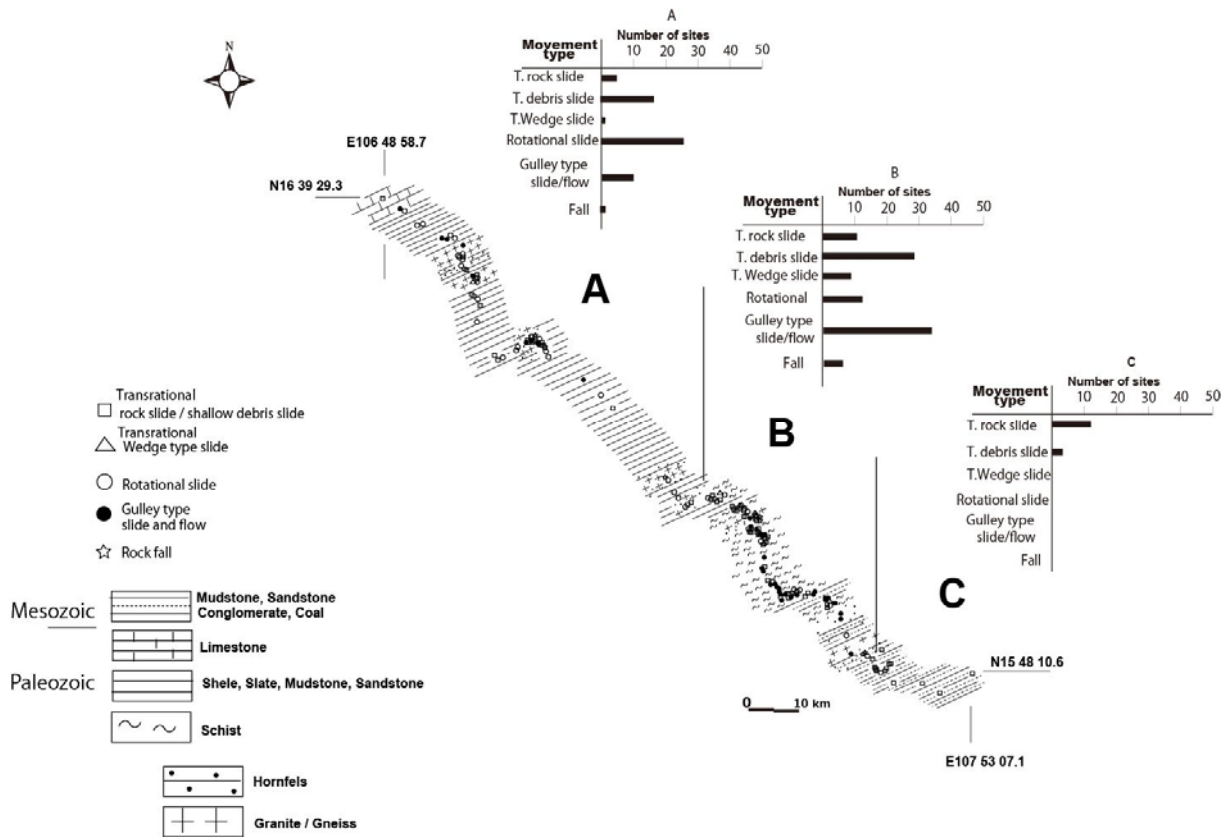 N
E106 48 58.7
N16 39 29.3
A
Movement
type
Number of sites
10 20 30 40 50
T. rock slide
T. debris slide
T.Wedge slide
Rotational slide
Gulley type
slide/flow
Fall
B
Movement
type
Number of sites
10 20 30 40 50
T. rock slide
T. debris slide
T. Wedge slide
Rotational
Gulley type
slide/flow
Fall
C
Movement
type
Number of sites
10 20 30 40 50
T. rock slide
T. debris slide
T.Wedge slide
Rotational slide
Gulley type
slide/flow
Fall
A
B
C
Transrational
rock slide / shallow debris slide
Transrational
Wedge type slide
Rotational slide
Gulley type
slide and flow
Rock fall
Mesozoic
Mudstone, Sandstone
Conglomerate, Coal
Limestone
Paleozoic
Shele, Slate, Mudstone, Sandstone
Schist
Hornfels
Granite / Gneiss
0 10 km
N15 48 10.6
E107 53 07.1